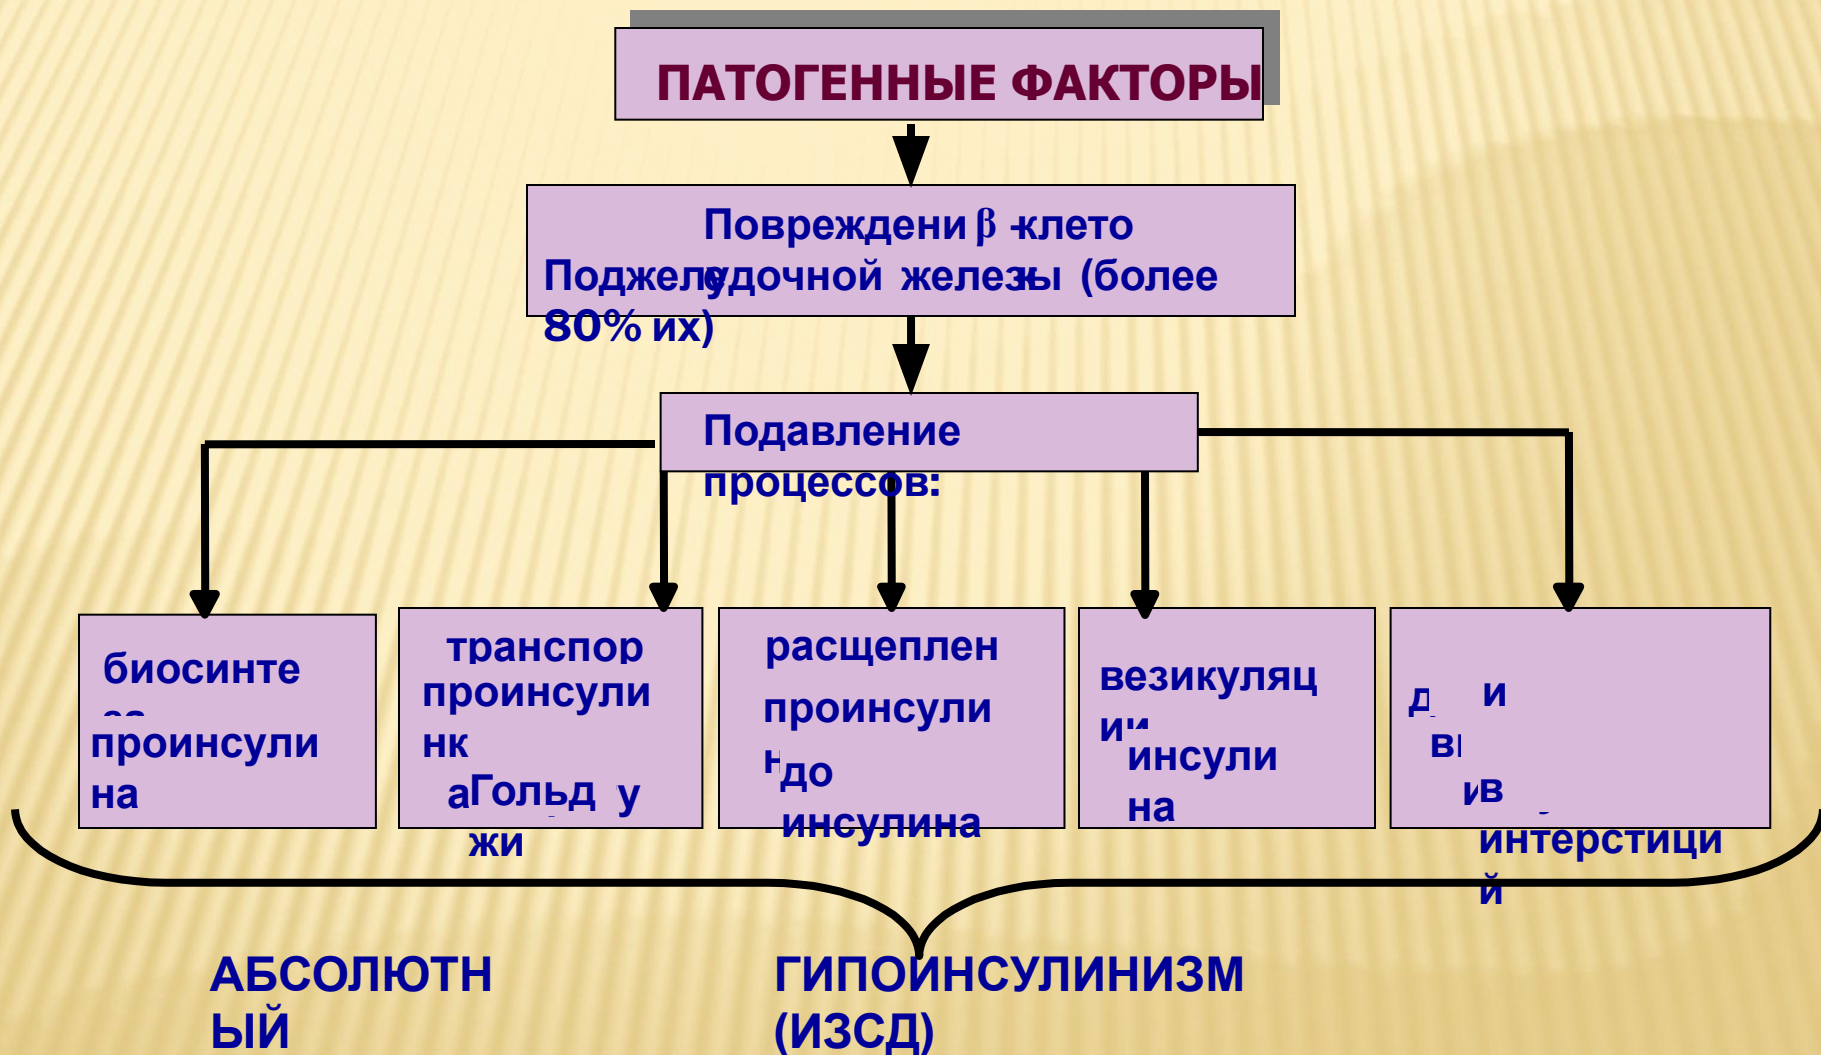 ПАТОГЕННЫЕ ФАКТОРЫ
Повреждени β -клето
Поджелудочной железы (более
80% их)
Подавление
процессов:
биосинте
проинсули
на
транспор
проинсули
нк
аГольд у
жи
расщеплен
проинсули
н
до
инсулина
везикуляц
ии
инсули
на
и
в
интерстици
й
АБСОЛЮТН
ЫЙ
ГИПОИНСУЛИНИЗМ
(ИЗСД)